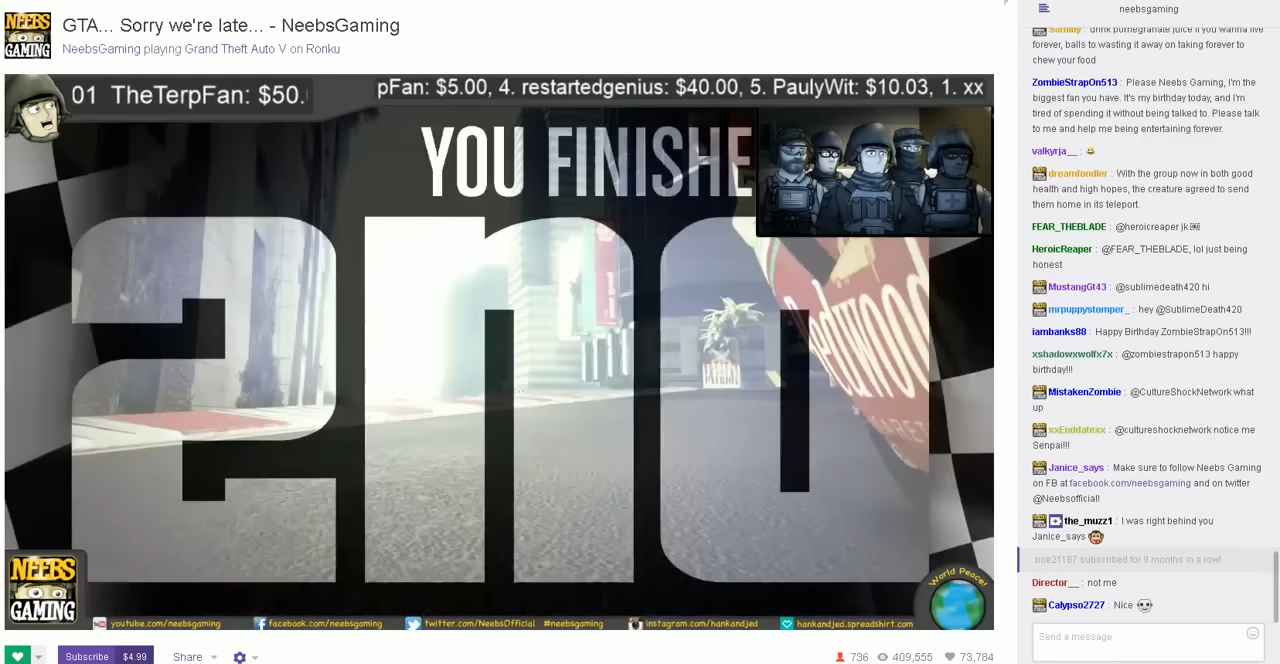 GTA... Sorry we're late... - NeebsGaming
NeebsGaming playing Grand Theft Auto V on Ronku
NEEBS
GAMING
01 TheTerpFan: $50.
pFan: $5.00, 4. restartedgenius: $40.00, 5. PaulyWit: $10.03, 1. xx
YOU FINISHE
2ND
edwood
PATRIOT
NEEBS
GAMING
World Peace!
youtube.com/neebsgaming facebook.com/neebsgaming twitter.com/NeebsOfficial #neebsgaming instagram.com/hankandjed hankandjed.spreadshirt.com
Subscribe $4.99 Share 736 409,555 73,784
neebsgaming
drink pomegranate juice if you wanna live
forever, balls to wasting it away on taking forever to
chew your food
ZombieStrapOn513 : Please Neebs Gaming, I'm the
biggest fan you have. It's my birthday today, and I'm
tired of spending it without being talked to. Please talk
to me and help me being entertaining forever.
valkyrja__ :
dreamfondler : With the group now in both good
health and high hopes, the creature agreed to send
them home in its teleport.
FEAR_THEBLADE : @heroicreaper jk
HeroicReaper : @FEAR_THEBLADE, lol just being
honest
MustangGt43 : @sublimedeath420 hi
mrpuppystomper_ : hey @SublimeDeath420
iambanks88 : Happy Birthday ZombieStrapOn513!!!
xshadowxwolfx7x : @zombiestrapon513 happy
birthday!!!
MistakenZombie : @CultureShockNetwork what
up
xxEnddatexx : @cultureshocknetwork notice me
Senpai!!!
Janice_says : Make sure to follow Neebs Gaming
on FB at facebook.com/neebsgaming and on twitter
@Neebsofficial!
the_muzz1 : I was right behind you
Janice_says
boe21187 subscribed for 9 months in a row!
Director__ : not me
Calypso2727 : Nice
Send a message